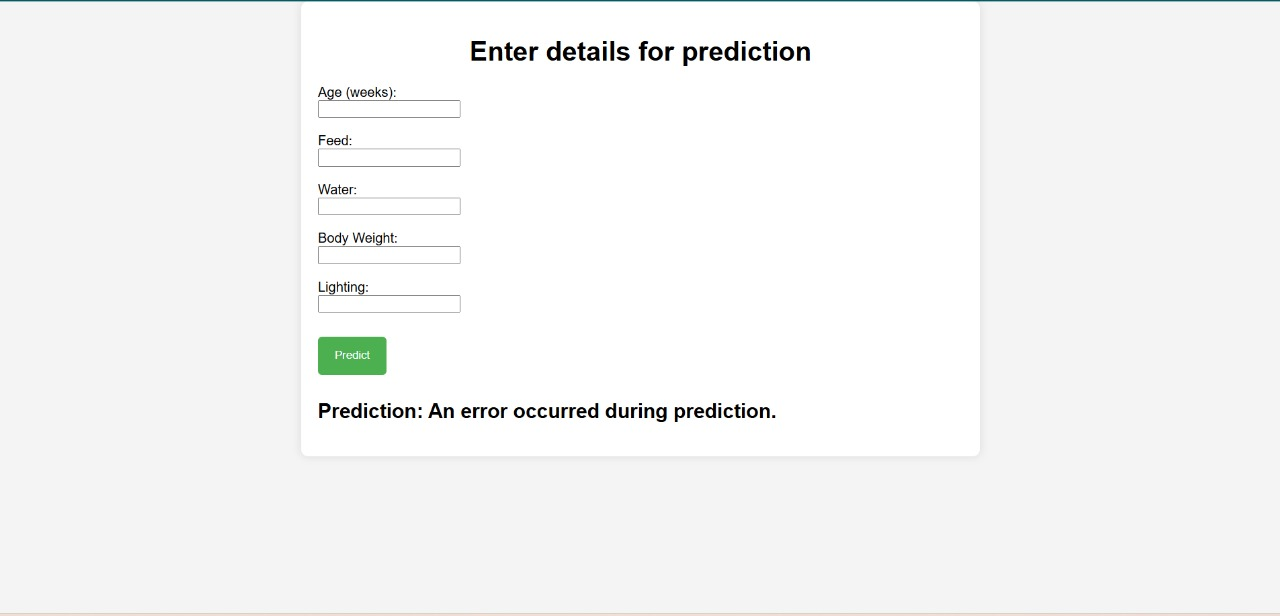 Enter details for prediction
Age (weeks):
Feed:
Water:
Body Weight:
Lighting:
Predict
Prediction: An error occurred during prediction.